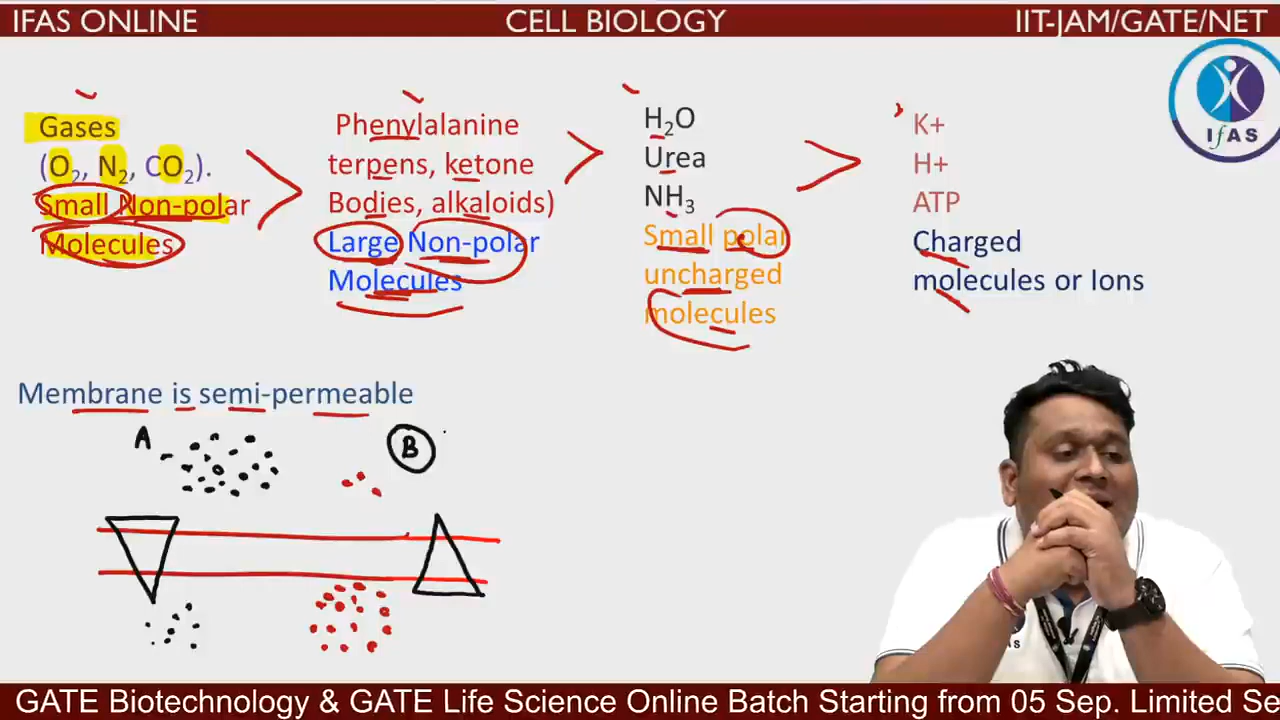 IFAS ONLINE
CELL BIOLOGY
IIT-JAM/GATE/NET
IFAS
Gases
(O₂, N₂, CO₂).
Small Non-polar
Molecules
Phenylalanine
terpens, ketone
Bodies, alkaloids)
Large Non-polar
Molecules
H₂O
Urea
NH₃
Small polar
uncharged
molecules
K+
H+
ATP
Charged
molecules or Ions
Membrane is semi-permeable
A
B
GATE Biotechnology & GATE Life Science Online Batch Starting from 05 Sep. Limited Se